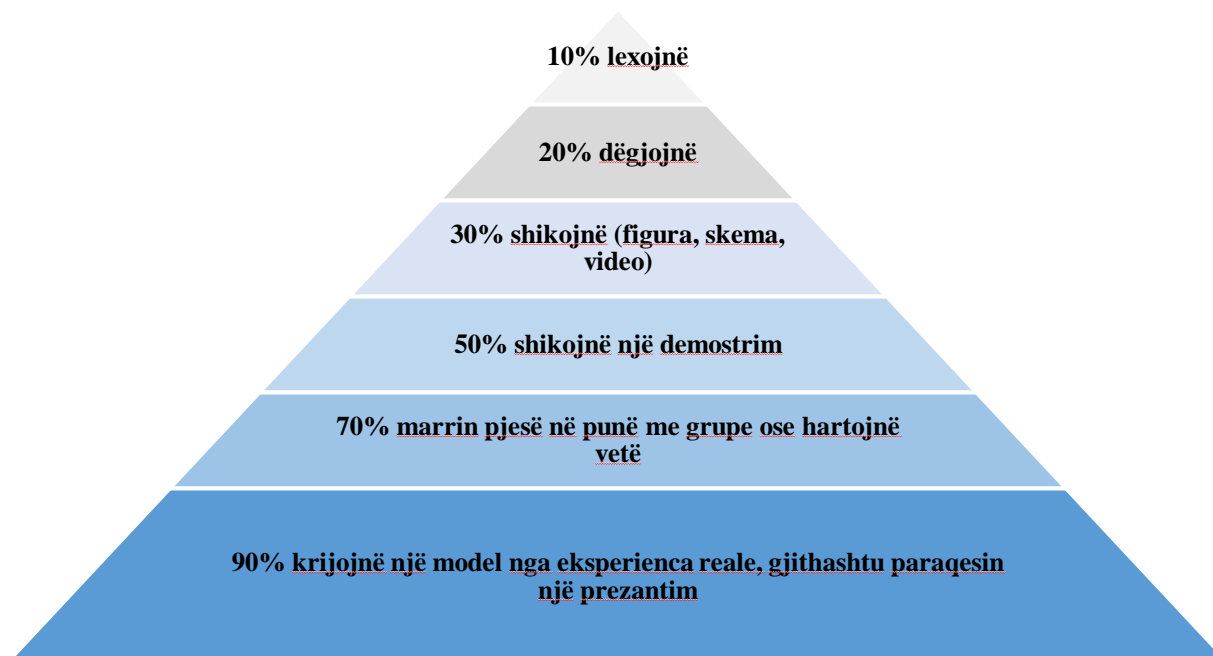 10% lexojnë
20% dëgjojnë
30% shikojnë (figura, skema,
video)
50% shikojnë një demostrim
70% marrin pjesë në punë me grupe ose hartojnë
vetë
90% krijojnë një model nga eksperienca reale, gjithashtu paraqesin
një prezantim